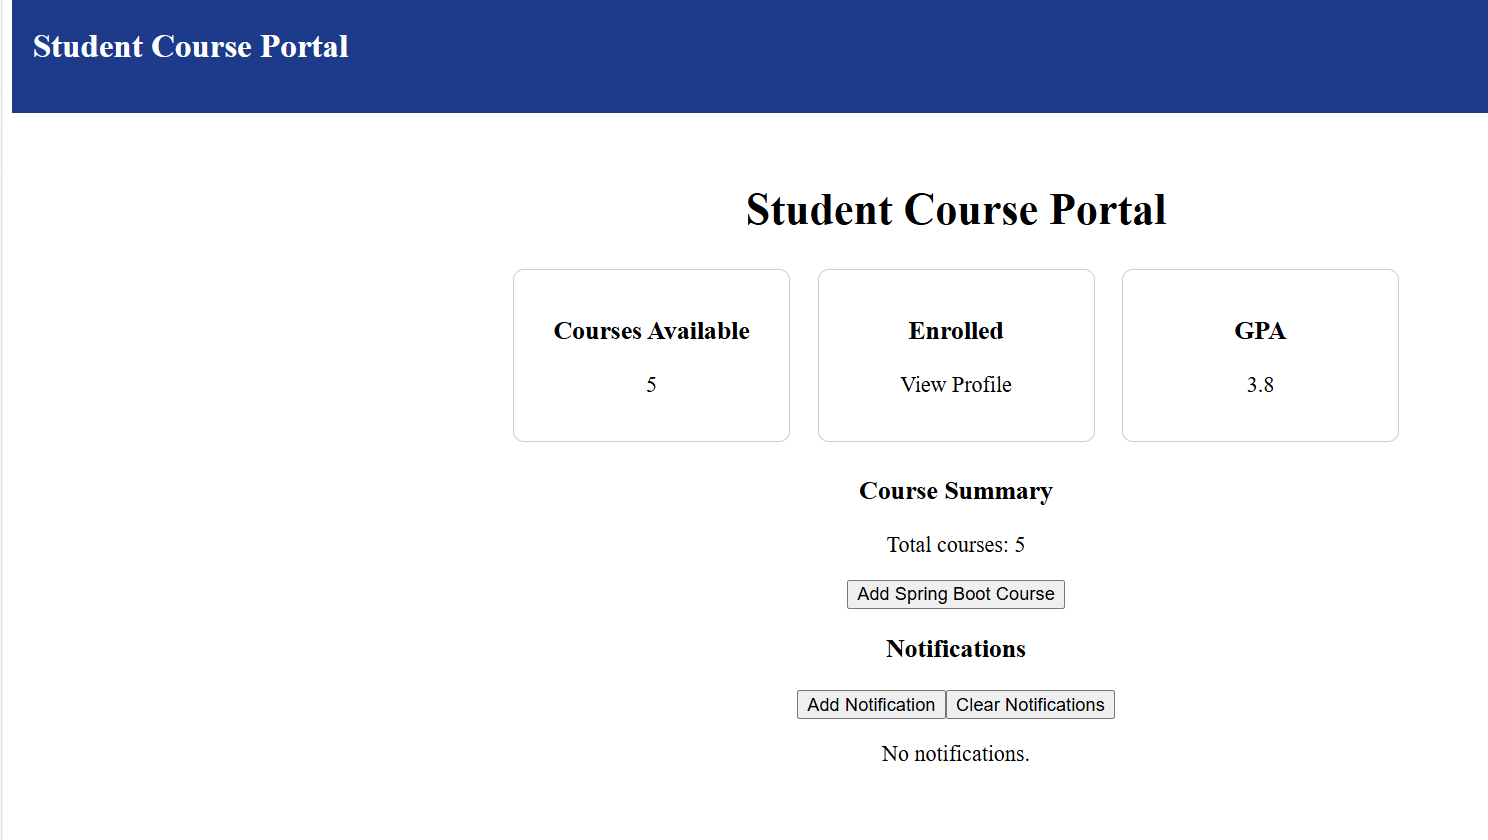 Student Course Portal
Student Course Portal
Courses Available
5
Enrolled
View Profile
GPA
3.8
Course Summary
Total courses: 5
Add Spring Boot Course
Notifications
Add Notification Clear Notifications
No notifications.